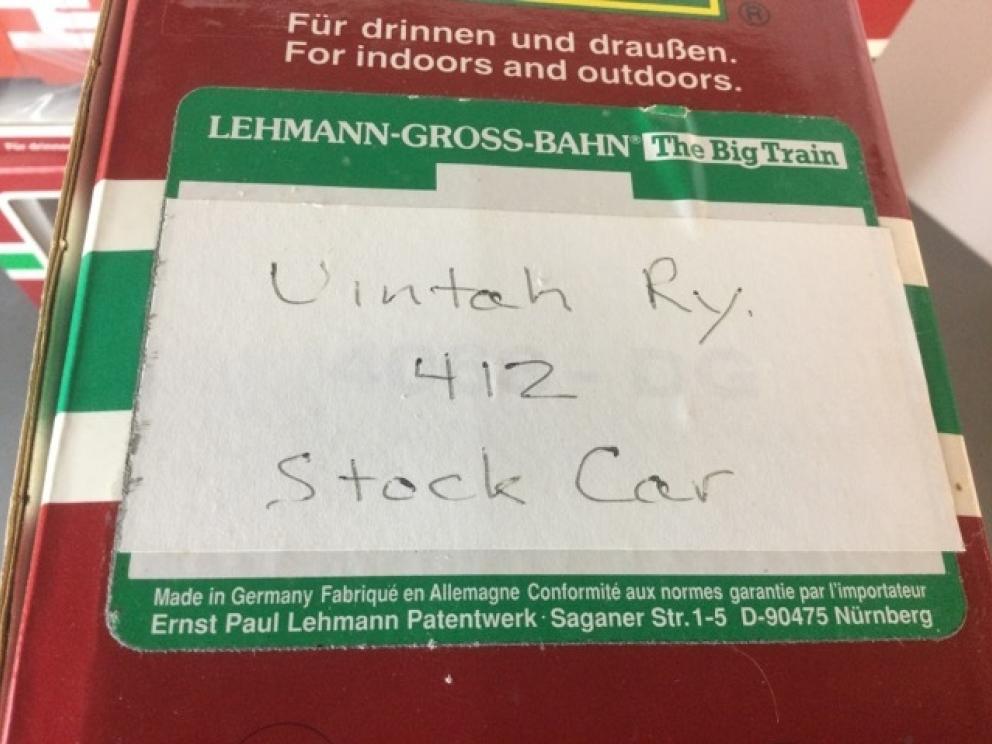 ®
Für drinnen und draußen.
For indoors and outdoors.
LEHMANN-GROSS-BAHN® The Big Train
Uintah Ry.
412
Stock Car
Made in Germany Fabriqué en Allemagne Conformité aux normes garantie par l'importateur
Ernst Paul Lehmann Patentwerk · Saganer Str. 1-5 D-90475 Nürnberg